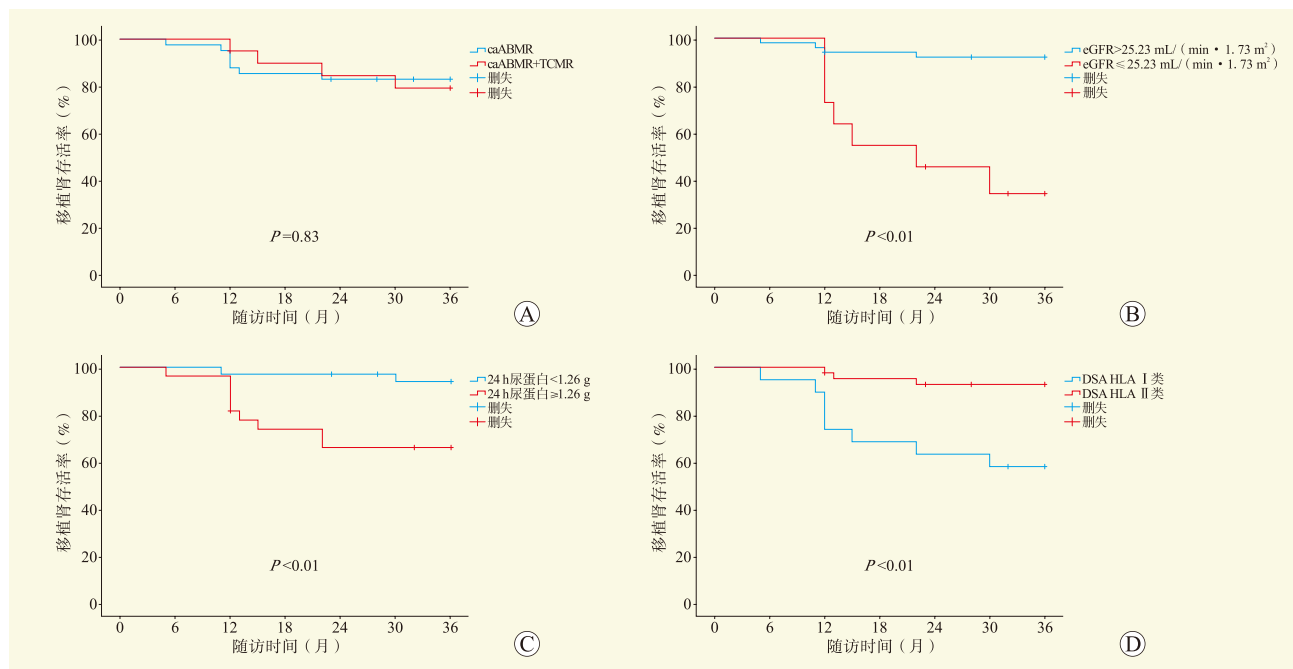 100
80
60
40
20
0
移植肾存活率(%)
caABMR
caABMR+TCMR
删失
删失
P=0.83
0 6 12 18 24 30 36
随访时间(月)
A
100
80
60
40
20
0
移植肾存活率(%)
eGFR>25.23 mL/(min·1.73 m²)
eGFR≤25.23 mL/(min·1.73 m²)
删失
删失
P<0.01
0 6 12 18 24 30 36
随访时间(月)
B
100
80
60
40
20
0
移植肾存活率(%)
24 h尿蛋白<1.26 g
24 h尿蛋白≥1.26 g
删失
删失
P<0.01
0 6 12 18 24 30 36
随访时间(月)
C
100
80
60
40
20
0
移植肾存活率(%)
DSA HLA Ⅰ类
DSA HLA Ⅱ类
删失
删失
P<0.01
0 6 12 18 24 30 36
随访时间(月)
D